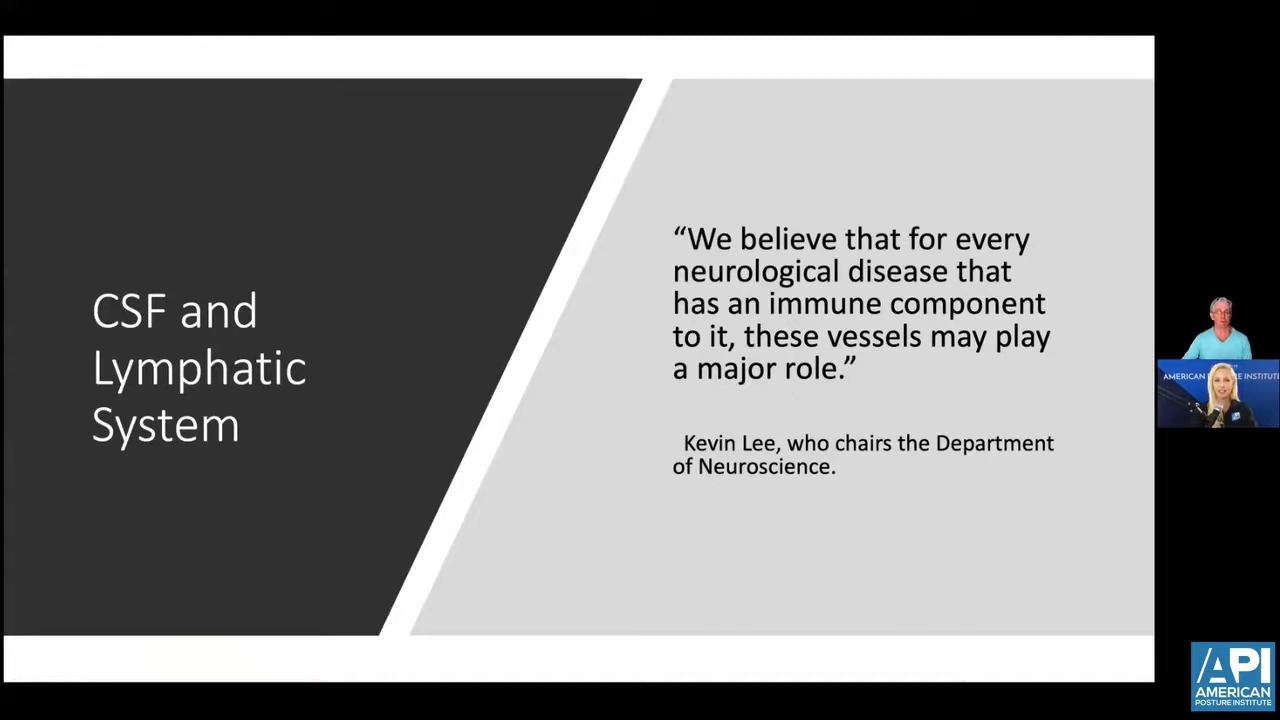 CSF and
Lymphatic
System
“We believe that for every
neurological disease that
has an immune component
to it, these vessels may play
a major role.”
Kevin Lee, who chairs the Department
of Neuroscience.
AMERICAN
API
AMERICAN
POSTURE INSTITUTE